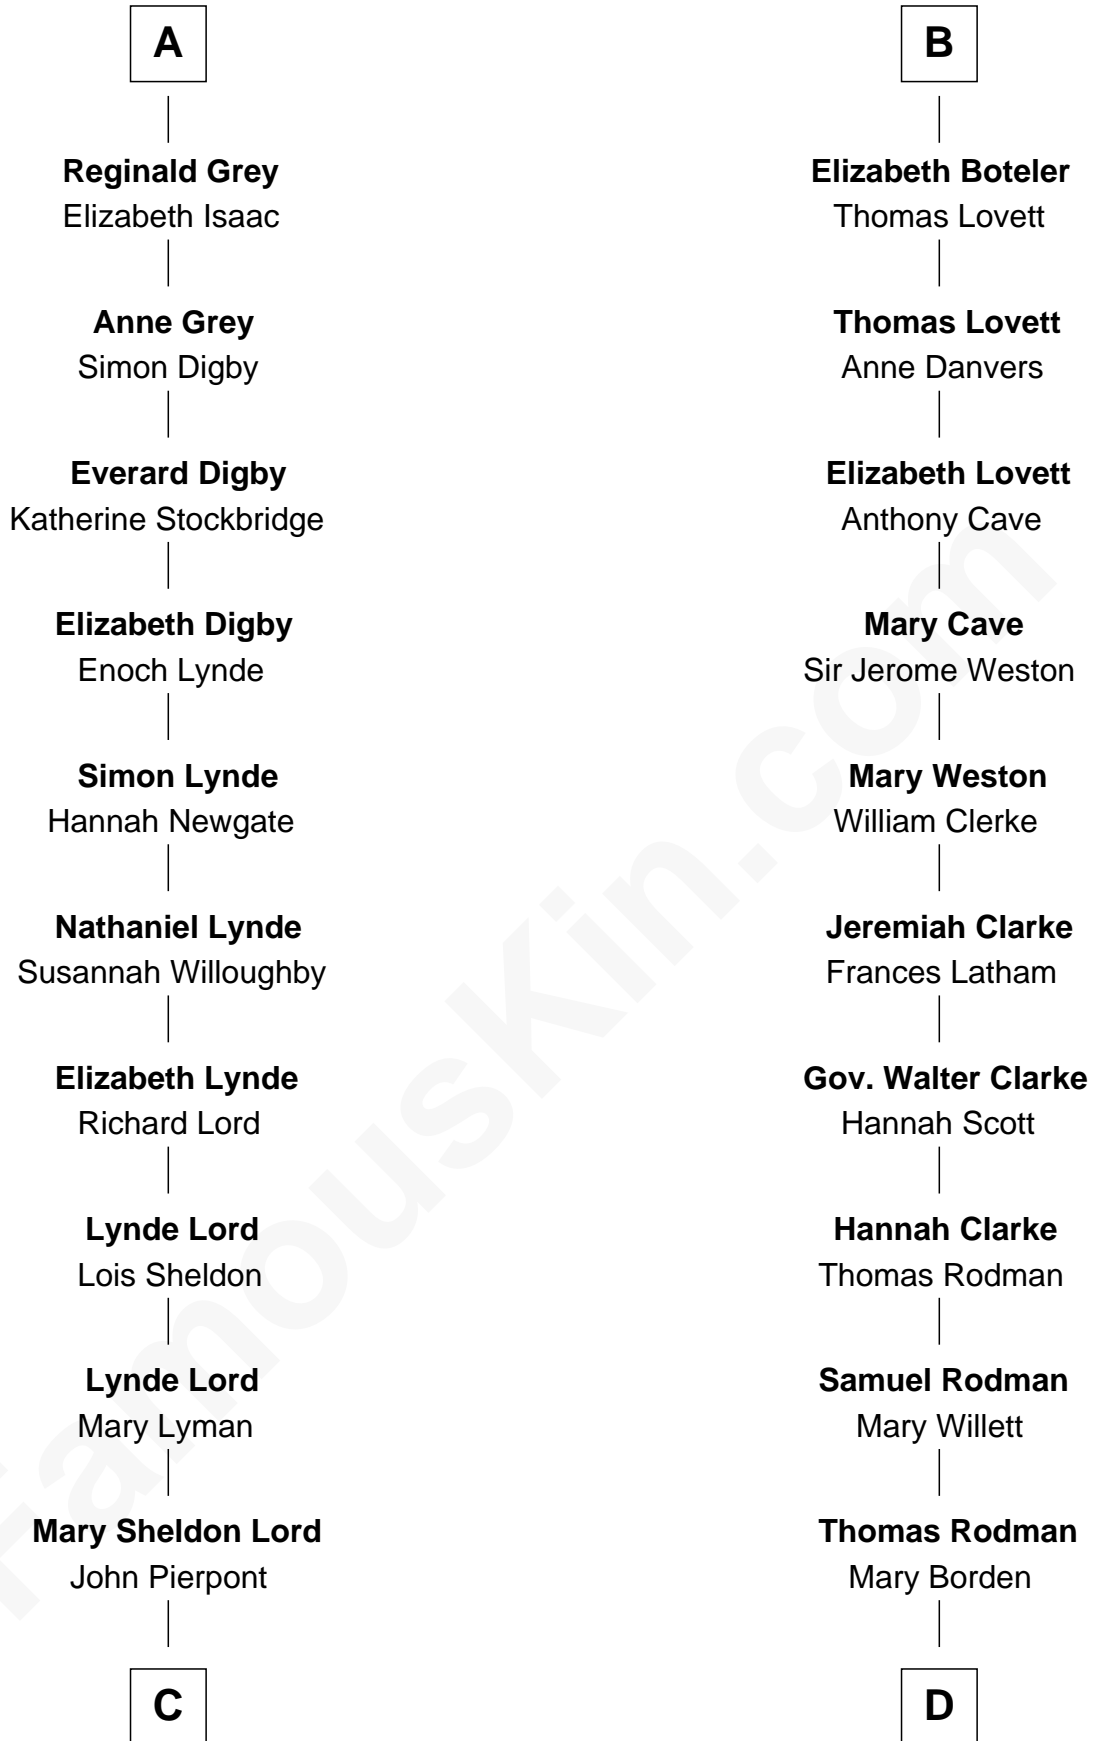 A
Reginald Grey
Elizabeth Isaac
Anne Grey
Simon Digby
Everard Digby
Katherine Stockbridge
Elizabeth Digby
Enoch Lynde
Simon Lynde
Hannah Newgate
Nathaniel Lynde
Susannah Willoughby
Elizabeth Lynde
Richard Lord
Lynde Lord
Lois Sheldon
Lynde Lord
Mary Lyman
Mary Sheldon Lord
John Pierpont
C
B
Elizabeth Boteler
Thomas Lovett
Thomas Lovett
Anne Danvers
Elizabeth Lovett
Anthony Cave
Mary Cave
Sir Jerome Weston
Mary Weston
William Clerke
Jeremiah Clarke
Frances Latham
Gov. Walter Clarke
Hannah Scott
Hannah Clarke
Thomas Rodman
Samuel Rodman
Mary Willett
Thomas Rodman
Mary Borden
D
FamousKin.com